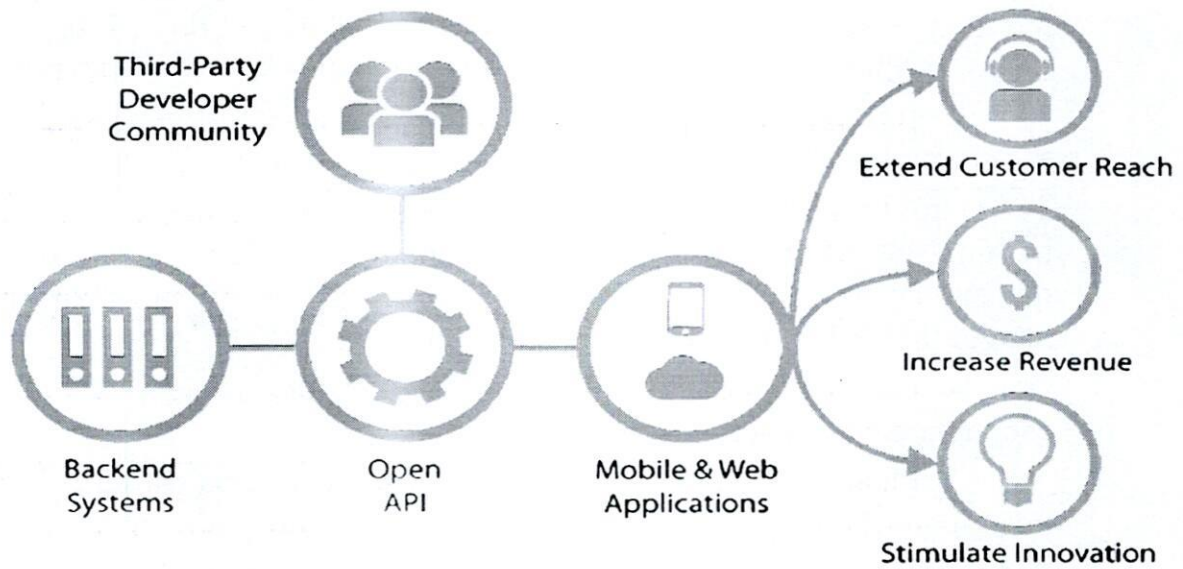 Third-Party
Developer
Community
Extend Customer Reach
Increase Revenue
Backend
Systems
Open
API
Mobile & Web
Applications
Stimulate Innovation